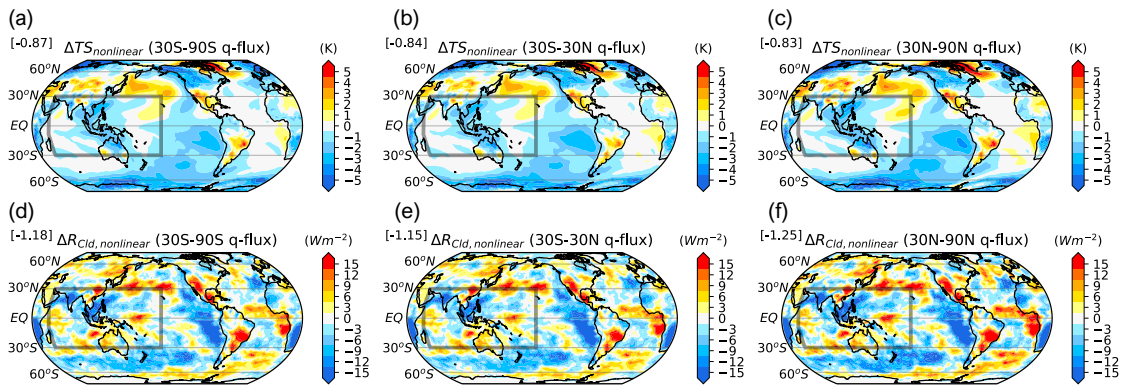 (a)
(b)
(c)
[-0.87]
ΔTS_nonlinear (30S-90S q-flux)
(K)
[-0.84]
ΔTS_nonlinear (30S-30N q-flux)
(K)
[-0.83]
ΔTS_nonlinear (30N-90N q-flux)
(K)
60°N
30°N
EQ
30°S
60°S
5
4
3
2
1
0
−1
−2
−3
−4
−5
60°N
30°N
EQ
30°S
60°S
5
4
3
2
1
0
−1
−2
−3
−4
−5
60°N
30°N
EQ
30°S
60°S
5
4
3
2
1
0
−1
−2
−3
−4
−5
(d)
(e)
(f)
[-1.18]
ΔR_Cld, nonlinear (30S-90S q-flux)
(Wm⁻²)
[-1.15]
ΔR_Cld, nonlinear (30S-30N q-flux)
(Wm⁻²)
[-1.25]
ΔR_Cld, nonlinear (30N-90N q-flux)
(Wm⁻²)
60°N
30°N
EQ
30°S
60°S
15
12
9
6
3
0
−3
−6
−9
−12
−15
60°N
30°N
EQ
30°S
60°S
15
12
9
6
3
0
−3
−6
−9
−12
−15
60°N
30°N
EQ
30°S
60°S
15
12
9
6
3
0
−3
−6
−9
−12
−15